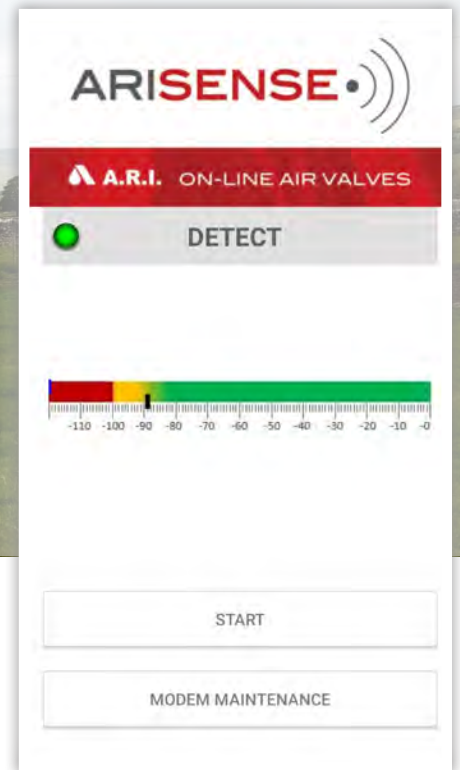 ARISENSE
A.R.I. ON-LINE AIR VALVES
DETECT
-110 -100 -90 -80 -70 -60 -50 -40 -30 -20 -10 -0
START
MODEM MAINTENANCE